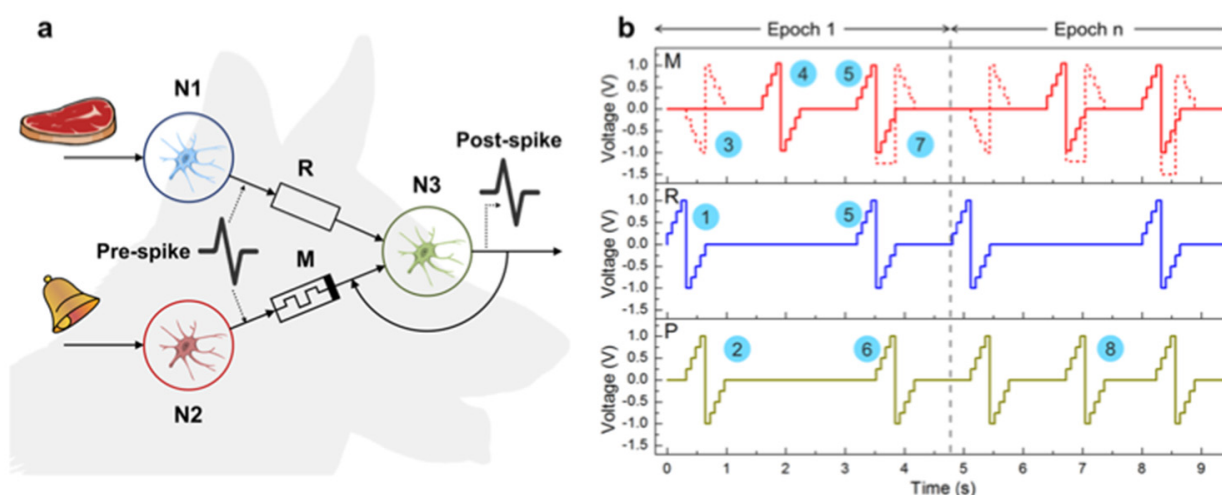 a
N1
R
N3
Post-spike
Pre-spike
M
N2
b
Epoch 1
Epoch n
M
Voltage (V)
1.0
0.5
0.0
-0.5
-1.0
-1.5
3
4
5
7
R
Voltage (V)
1.0
0.5
0.0
-0.5
-1.0
-1.5
1
5
P
Voltage (V)
1.0
0.5
0.0
-0.5
-1.0
-1.5
2
6
8
0 1 2 3 4 5 6 7 8 9
Time (s)